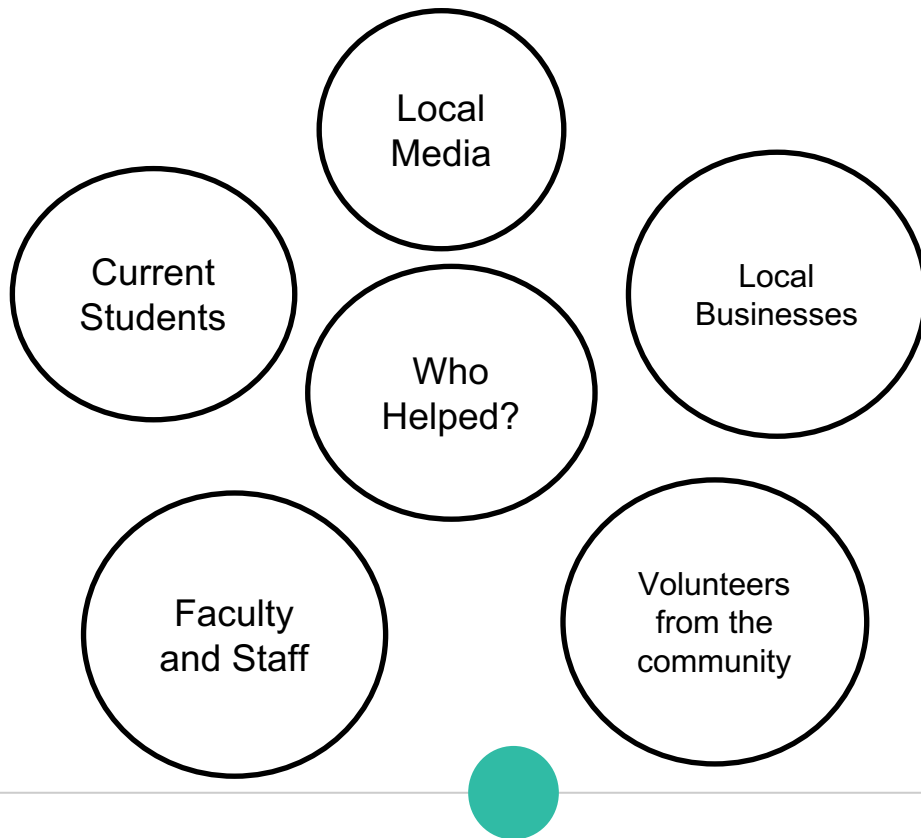 Local
Media
Current
Students
Local
Businesses
Who
Helped?
Faculty
and Staff
Volunteers
from the
community